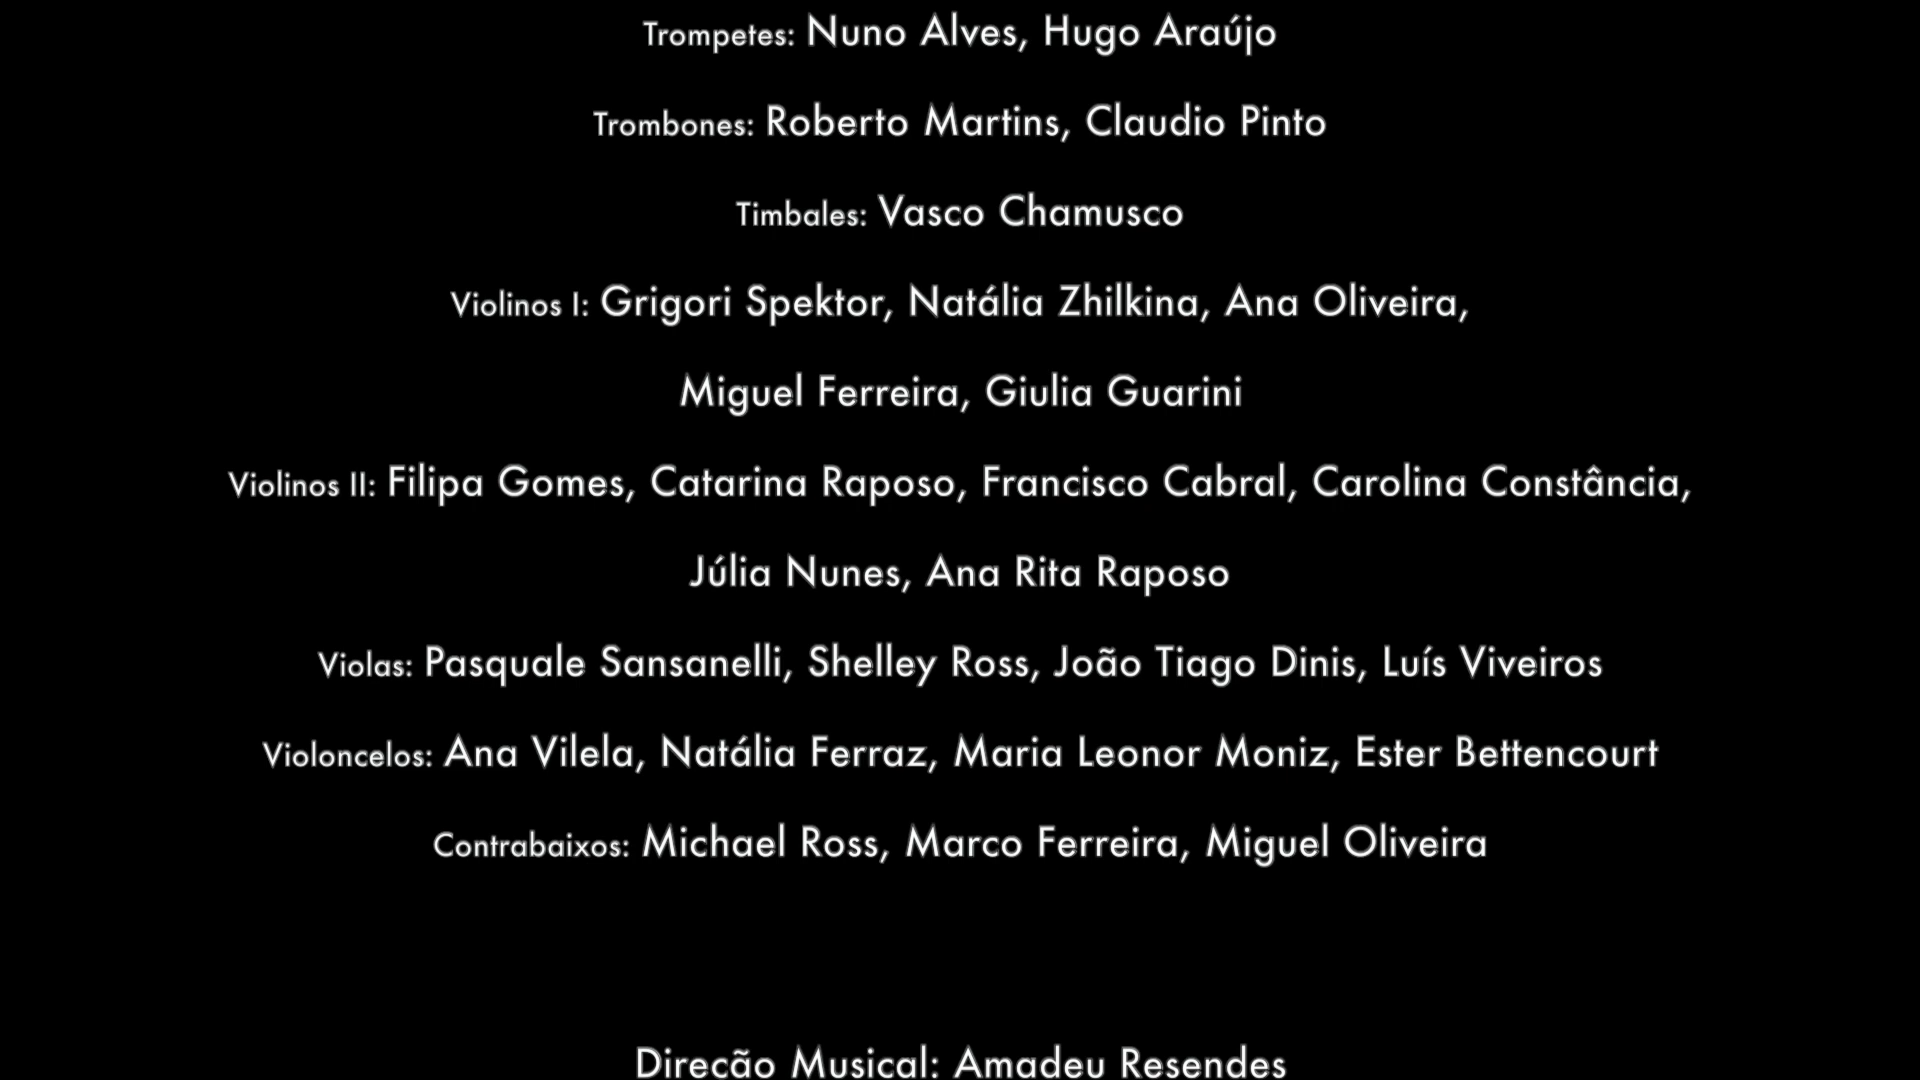 Trompetes: Nuno Alves, Hugo Araújo
Trombones: Roberto Martins, Claudio Pinto
Timbales: Vasco Chamusco
Violinos I: Grigori Spektor, Natália Zhilkina, Ana Oliveira,
Miguel Ferreira, Giulia Guarini
Violinos II: Filipa Gomes, Catarina Raposo, Francisco Cabral, Carolina Constância,
Júlia Nunes, Ana Rita Raposo
Violas: Pasquale Sansanelli, Shelley Ross, João Tiago Dinis, Luís Viveiros
Violoncelos: Ana Vilela, Natália Ferraz, Maria Leonor Moniz, Ester Bettencourt
Contrabaixos: Michael Ross, Marco Ferreira, Miguel Oliveira
Direcão Musical: Amadeu Resendes